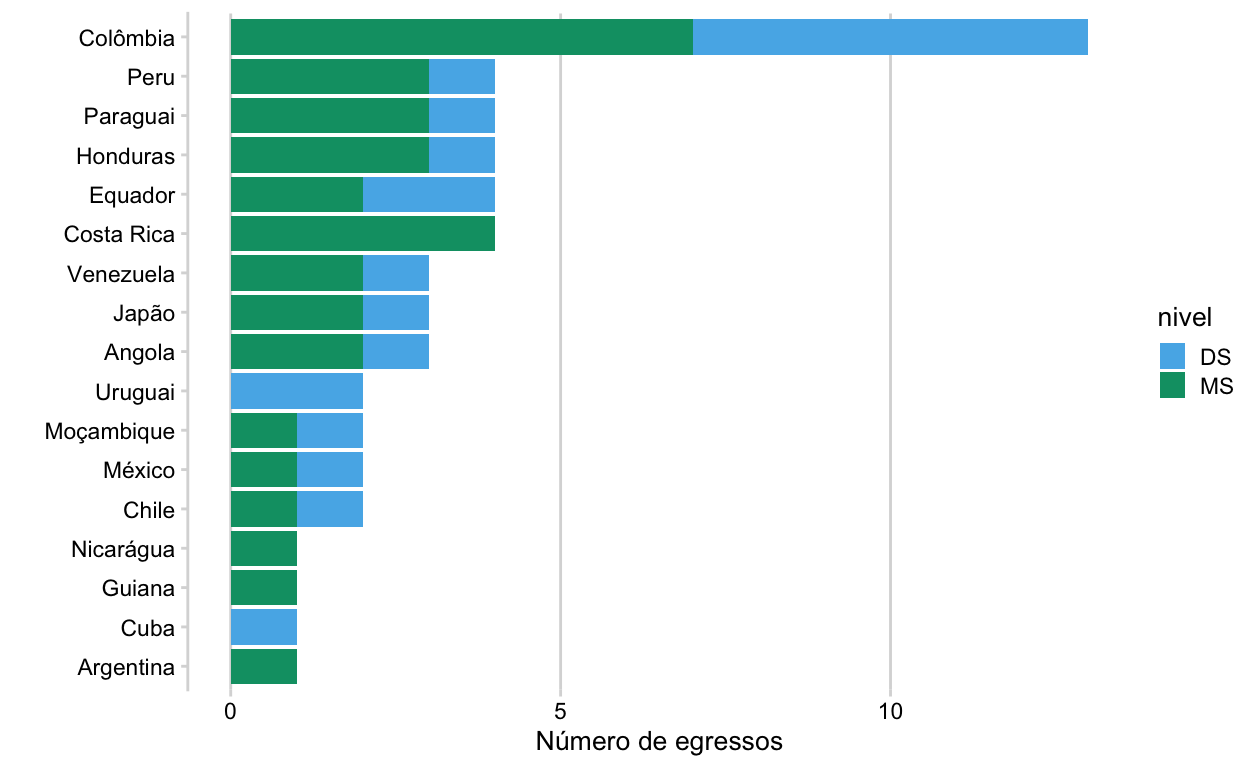 Colômbia
Peru
Paraguai
Honduras
Equador
Costa Rica
Venezuela
Japão
Angola
Uruguai
Moçambique
México
Chile
Nicarágua
Guiana
Cuba
Argentina
0 5 10
Número de egressos
nivel
DS
MS